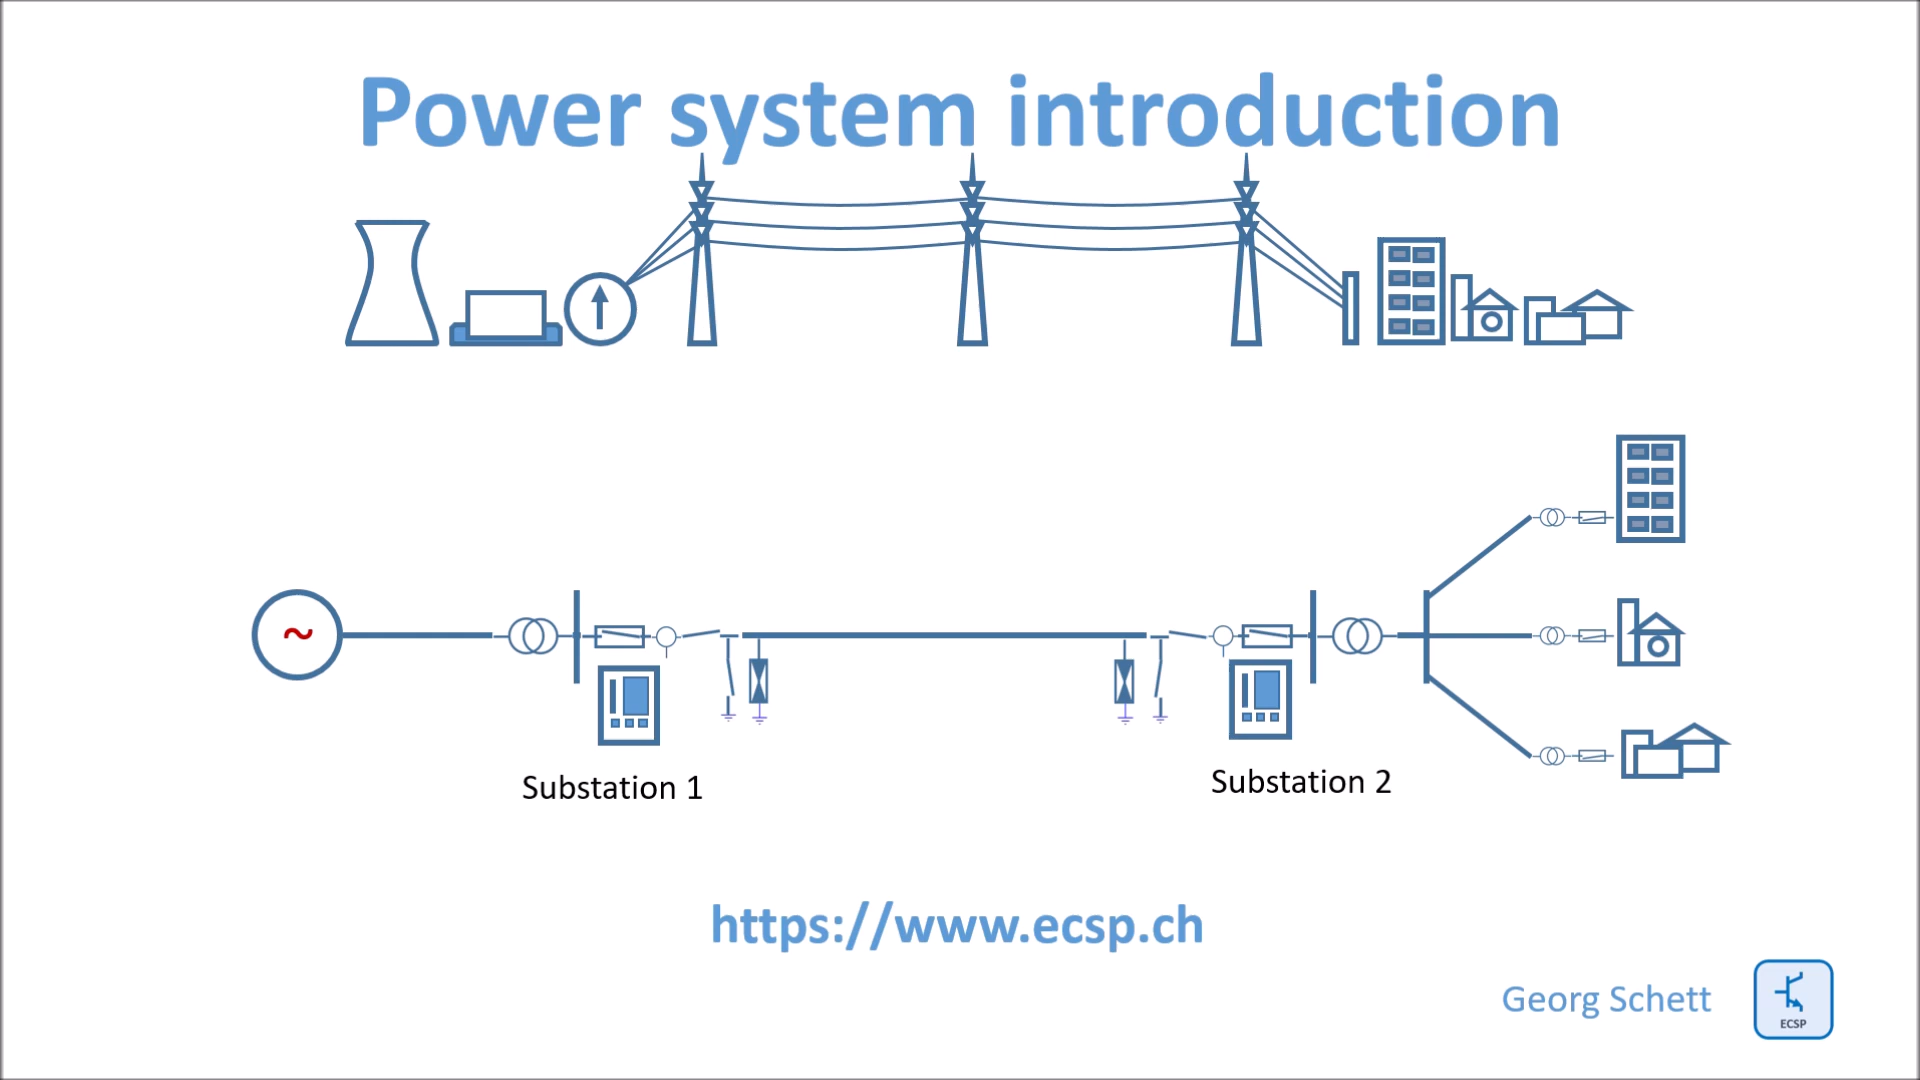 Power system introduction
~
Substation 1
Substation 2
https://www.ecsp.ch
Georg Schett
ECSP